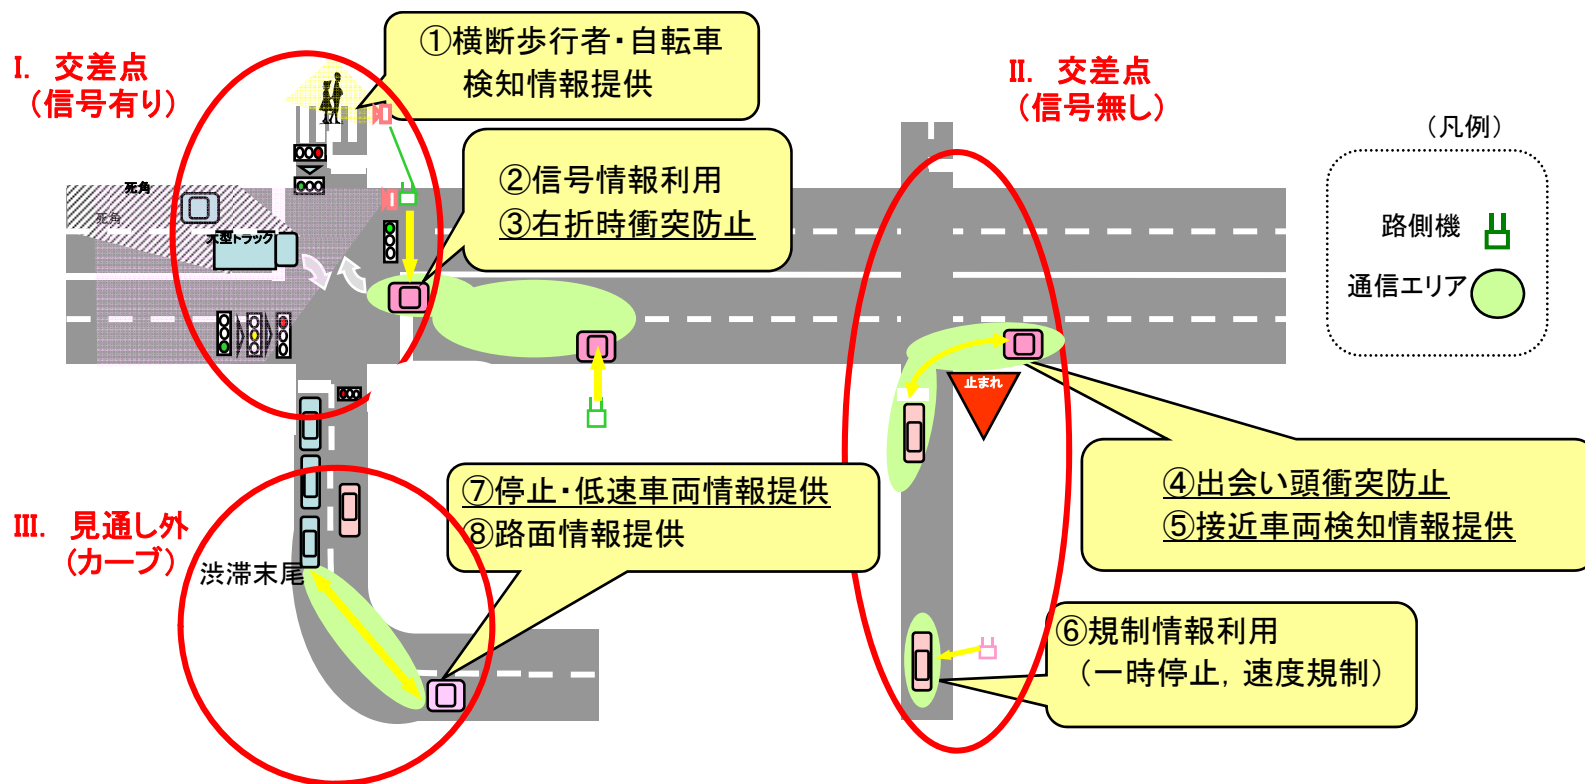 I. 交差点
(信号有り)
①横断歩行者・自転車
検知情報提供
II. 交差点
(信号無し)
(凡例)
路側機
通信エリア
②信号情報利用
③右折時衝突防止
死角
死角
大型トラック
止まれ
④出会い頭衝突防止
⑤接近車両検知情報提供
⑦停止・低速車両情報提供
⑧路面情報提供
III. 見通し外
(カーブ)
渋滞末尾
⑥規制情報利用
(一時停止, 速度規制)